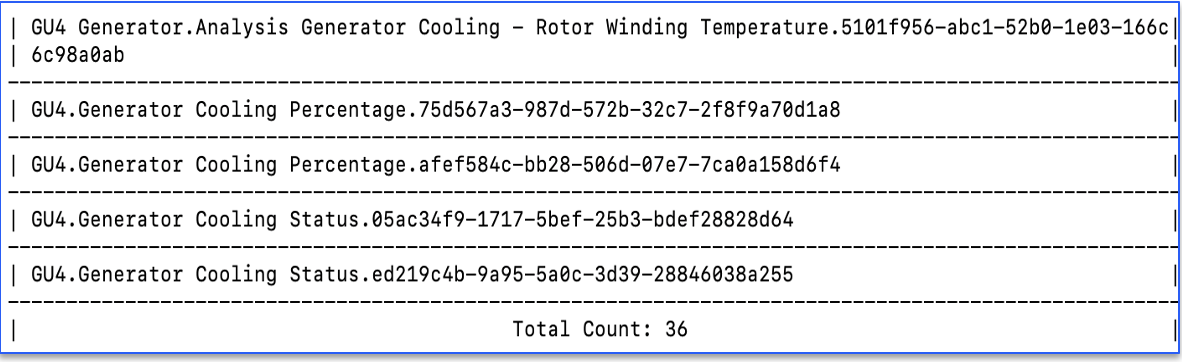 | GU4 Generator.Analysis Generator Cooling – Rotor Winding Temperature.5101f956-abc1-52b0-1e03-166c|
| 6c98a0ab |
| GU4.Generator Cooling Percentage.75d567a3-987d-572b-32c7-2f8f9a70d1a8 |
| GU4.Generator Cooling Percentage.afef584c-bb28-506d-07e7-7ca0a158d6f4 |
| GU4.Generator Cooling Status.05ac34f9-1717-5bef-25b3-bdef28828d64 |
| GU4.Generator Cooling Status.ed219c4b-9a95-5a0c-3d39-28846038a255 |
| Total Count: 36 |